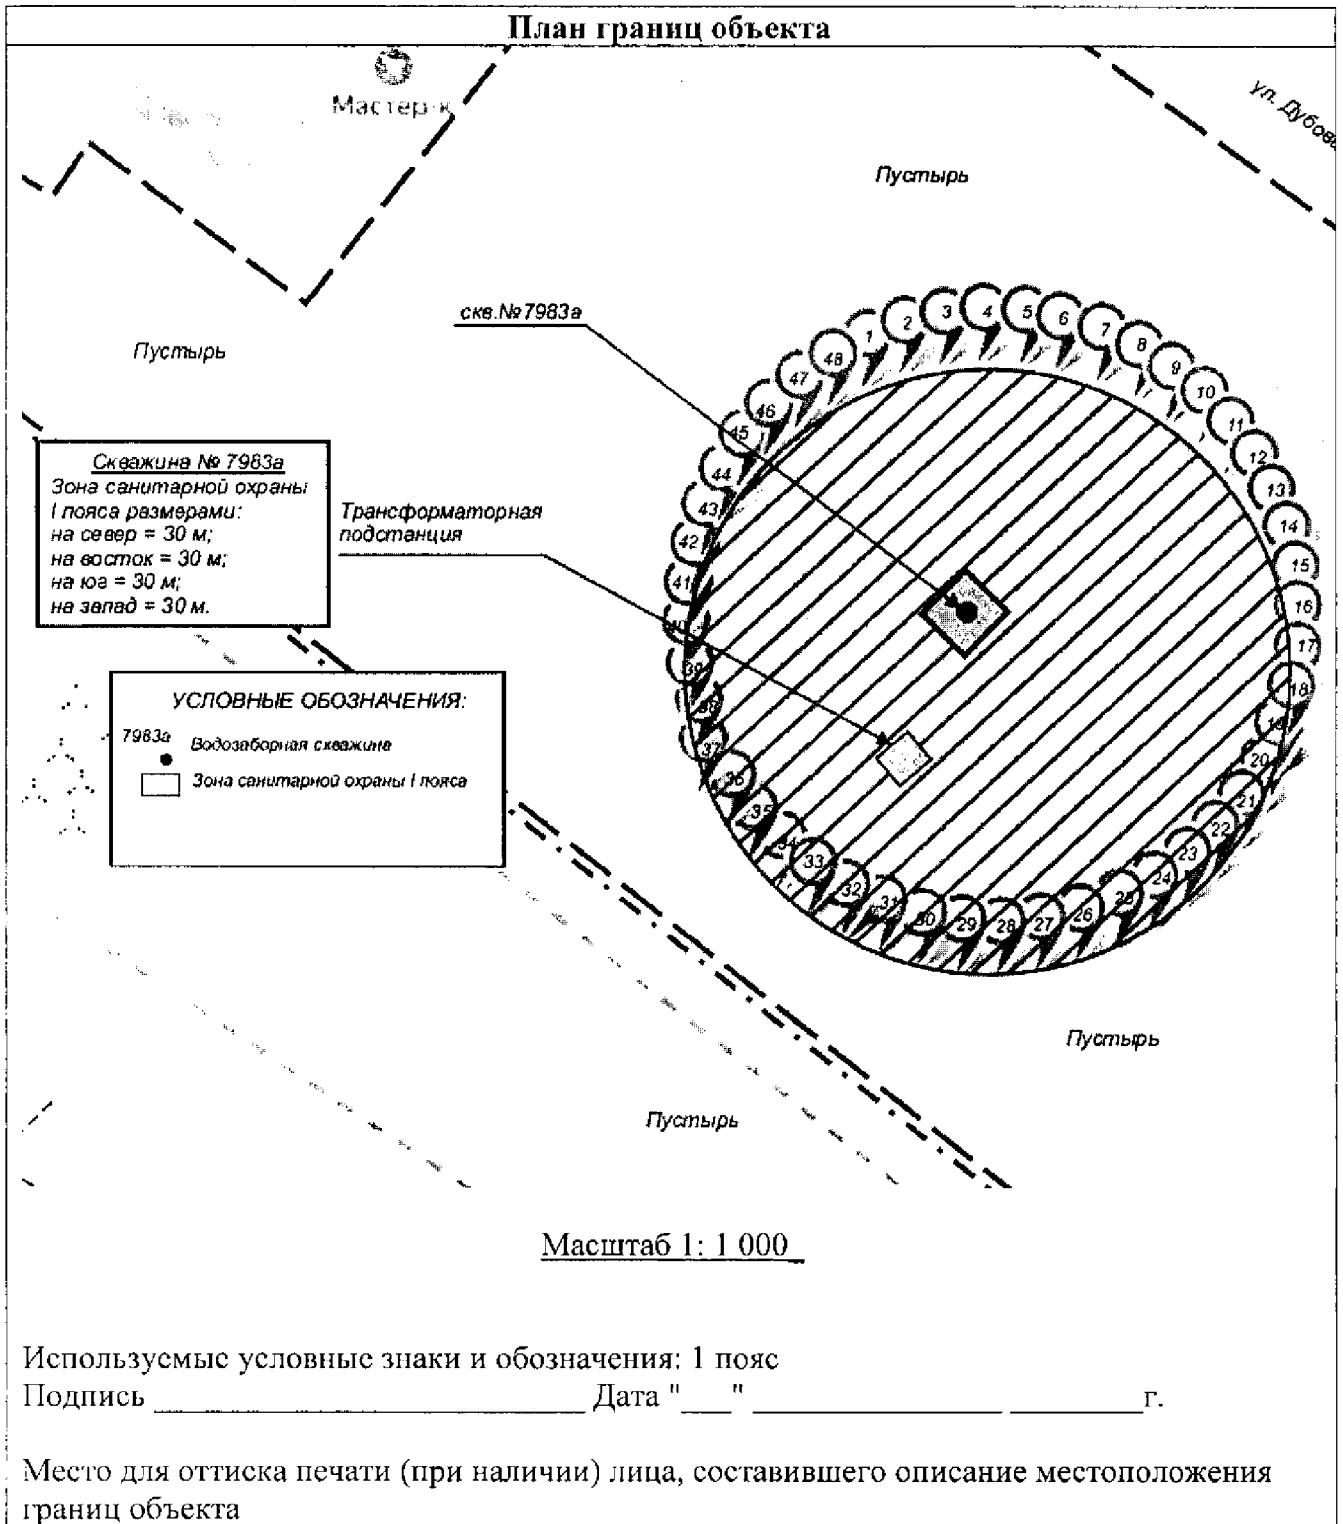 План границ объекта
Мастер-к
ул. Дубова
Пустырь
скв.№7983а
Пустырь
1
2
3
4
5
6
7
8
9
10
11
12
13
14
15
16
17
18
19
20
21
22
23
24
25
26
27
28
29
30
31
32
33
34
35
36
37
38
39
40
41
42
43
44
45
46
47
48
Скважина № 7983а
Зона санитарной охраны
I пояса размерами:
на север = 30 м;
на восток = 30 м;
на юг = 30 м;
на запад = 30 м.
Трансформаторная
подстанция
УСЛОВНЫЕ ОБОЗНАЧЕНИЯ:
7983а
Водозаборная скважина
Зона санитарной охраны I пояса
Пустырь
Пустырь
Масштаб 1: 1 000
Используемые условные знаки и обозначения: 1 пояс
Подпись ____________ Дата "___" ____________ ______г.
Место для оттиска печати (при наличии) лица, составившего описание местоположения
границ объекта